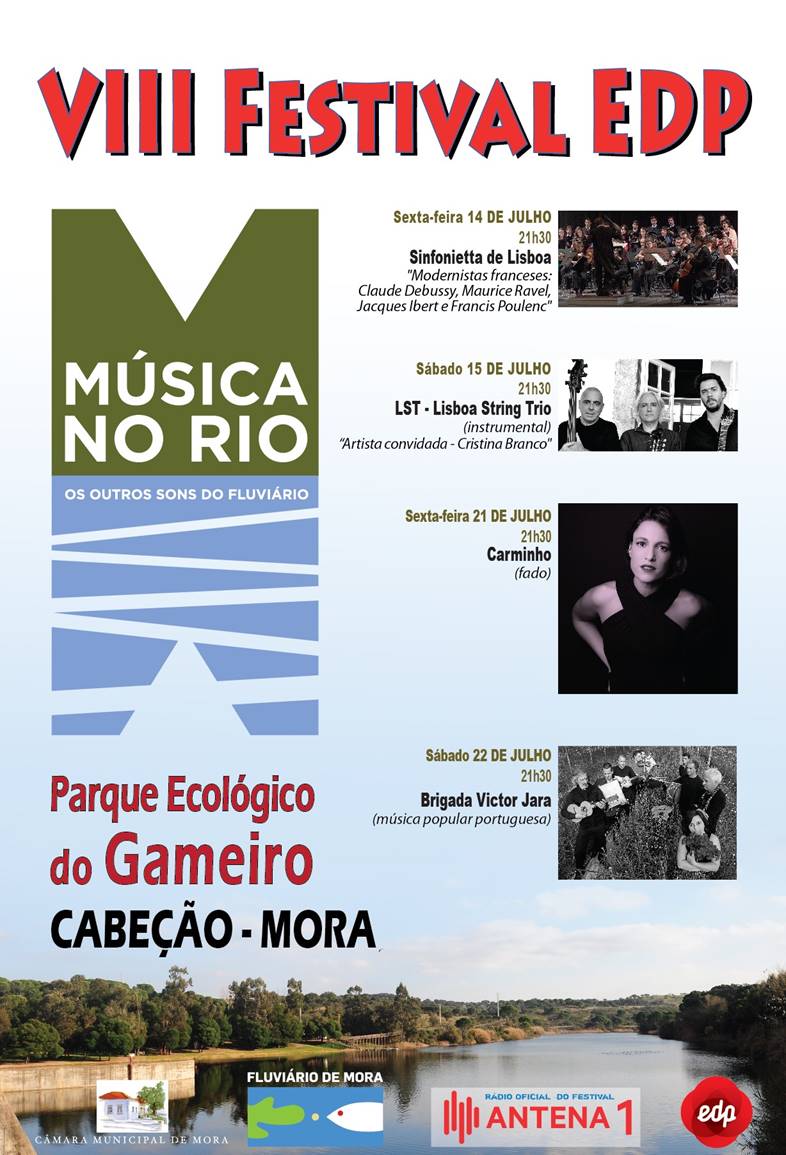 VIII FESTIVAL EDP
MÚSICA
NO RIO
OS OUTROS SONS DO FLUVIÁRIO
Sexta-feira 14 DE JULHO
21h30
Sinfonietta de Lisboa
"Modernistas franceses:
Claude Debussy, Maurice Ravel,
Jacques Ibert e Francis Poulenc"
Sábado 15 DE JULHO
21h30
LST - Lisboa String Trio
(instrumental)
“Artista convidada - Cristina Branco"
Sexta-feira 21 DE JULHO
21h30
Carminho
(fado)
Sábado 22 DE JULHO
21h30
Brigada Victor Jara
(música popular portuguesa)
Parque Ecológico
do Gameiro
CABEÇÃO - MORA
CÂMARA MUNICIPAL DE MORA
FLUVIÁRIO DE MORA
RÁDIO OFICIAL DO FESTIVAL
ANTENA 1
edp